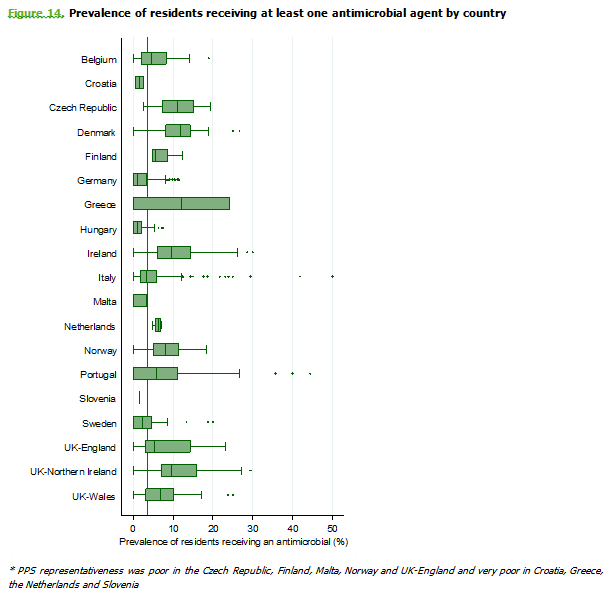 Figure 14. Prevalence of residents receiving at least one antimicrobial agent by country
Belgium
Croatia
Czech Republic
Denmark
Finland
Germany
Greece
Hungary
Ireland
Italy
Malta
Netherlands
Norway
Portugal
Slovenia
Sweden
UK-England
UK-Northern Ireland
UK-Wales
0 10 20 30 40 50
Prevalence of residents receiving an antimicrobial (%)
* PPS representativeness was poor in the Czech Republic, Finland, Malta, Norway and UK-England and very poor in Croatia, Greece,
the Netherlands and Slovenia